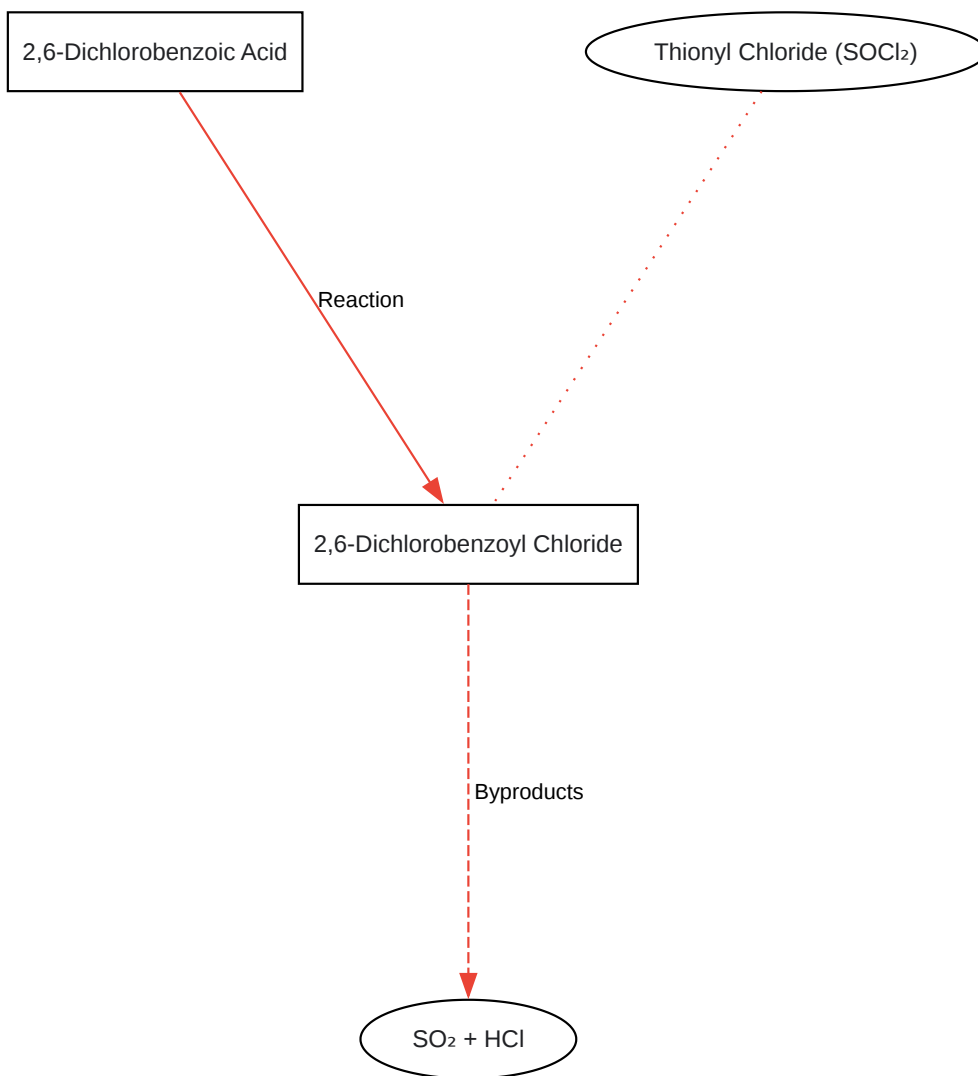 2,6-Dichlorobenzoic Acid
Thionyl Chloride (SOCl₂)
Reaction
2,6-Dichlorobenzoyl Chloride
Byproducts
SO₂ + HCl